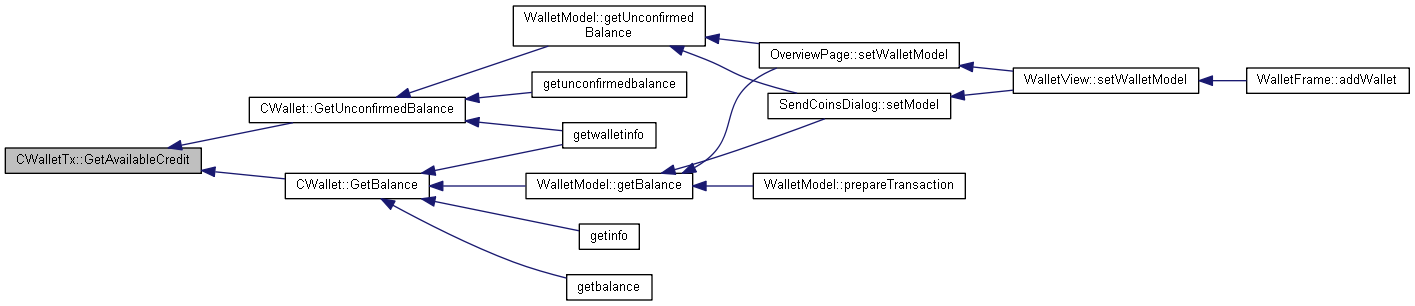 WalletModel::getUnconfirmed
Balance
OverviewPage::setWalletModel
getunconfirmedbalance
WalletView::setWalletModel
WalletFrame::addWallet
CWallet::GetUnconfirmedBalance
SendCoinsDialog::setModel
getwalletinfo
CWalletTx::GetAvailableCredit
CWallet::GetBalance
WalletModel::getBalance
WalletModel::prepareTransaction
getinfo
getbalance